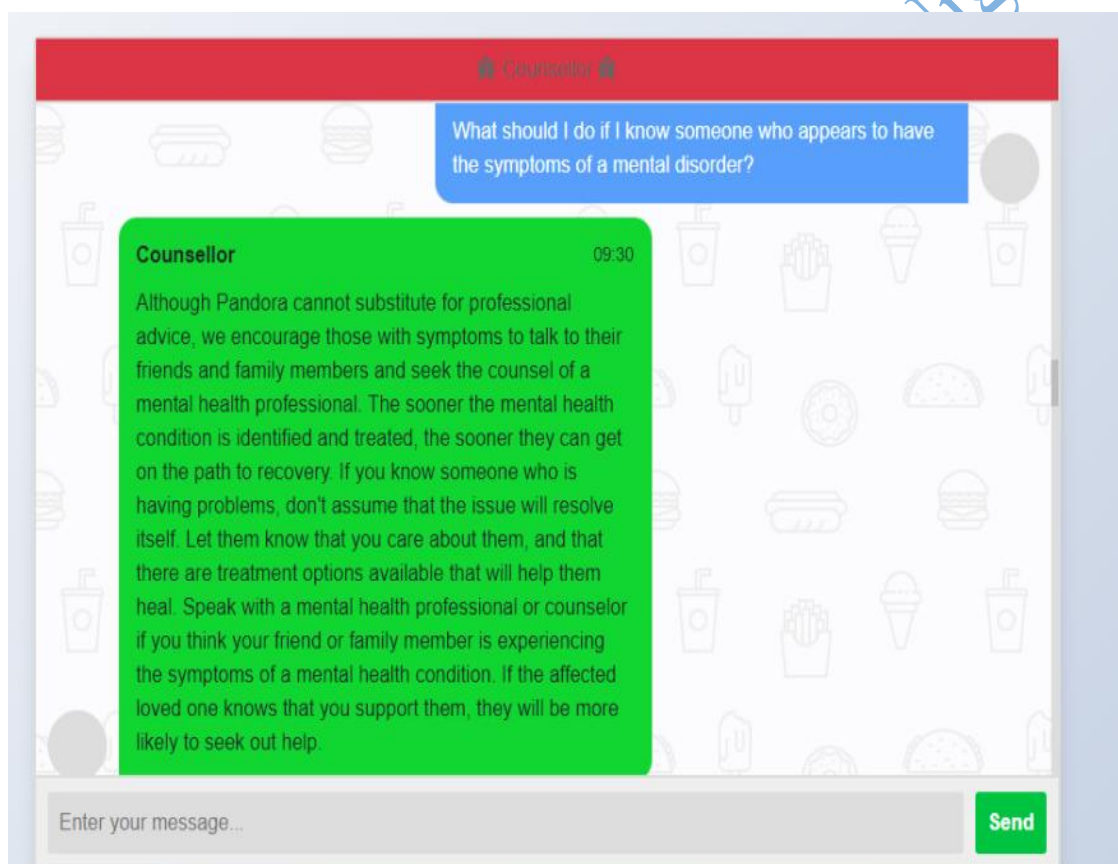 Counsellor
What should I do if I know someone who appears to have
the symptoms of a mental disorder?
Counsellor 09:30
Although Pandora cannot substitute for professional
advice, we encourage those with symptoms to talk to their
friends and family members and seek the counsel of a
mental health professional. The sooner the mental health
condition is identified and treated, the sooner they can get
on the path to recovery. If you know someone who is
having problems, don't assume that the issue will resolve
itself. Let them know that you care about them, and that
there are treatment options available that will help them
heal. Speak with a mental health professional or counselor
if you think your friend or family member is experiencing
the symptoms of a mental health condition. If the affected
loved one knows that you support them, they will be more
likely to seek out help.
Enter your message...
Send